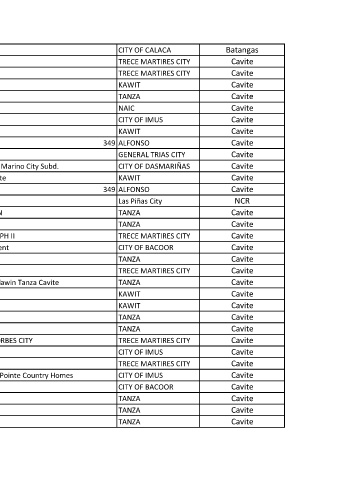 CITY OF CALACA Batangas
TRECE MARTIRES CITY Cavite
TRECE MARTIRES CITY Cavite
KAWIT Cavite
TANZA Cavite
NAIC Cavite
CITY OF IMUS Cavite
KAWIT Cavite
349 ALFONSO Cavite
GENERAL TRIAS CITY Cavite
Marino City Subd. CITY OF DASMARIÑAS Cavite
te KAWIT Cavite
349 ALFONSO Cavite
Las Piñas City NCR
TANZA Cavite
TANZA Cavite
PH II TRECE MARTIRES CITY Cavite
ent CITY OF BACOOR Cavite
TANZA Cavite
TRECE MARTIRES CITY Cavite
awin Tanza Cavite TANZA Cavite
KAWIT Cavite
KAWIT Cavite
TANZA Cavite
TANZA Cavite
ORBES CITY TRECE MARTIRES CITY Cavite
CITY OF IMUS Cavite
TRECE MARTIRES CITY Cavite
Pointe Country Homes CITY OF IMUS Cavite
CITY OF BACOOR Cavite
TANZA Cavite
TANZA Cavite
TANZA Cavite